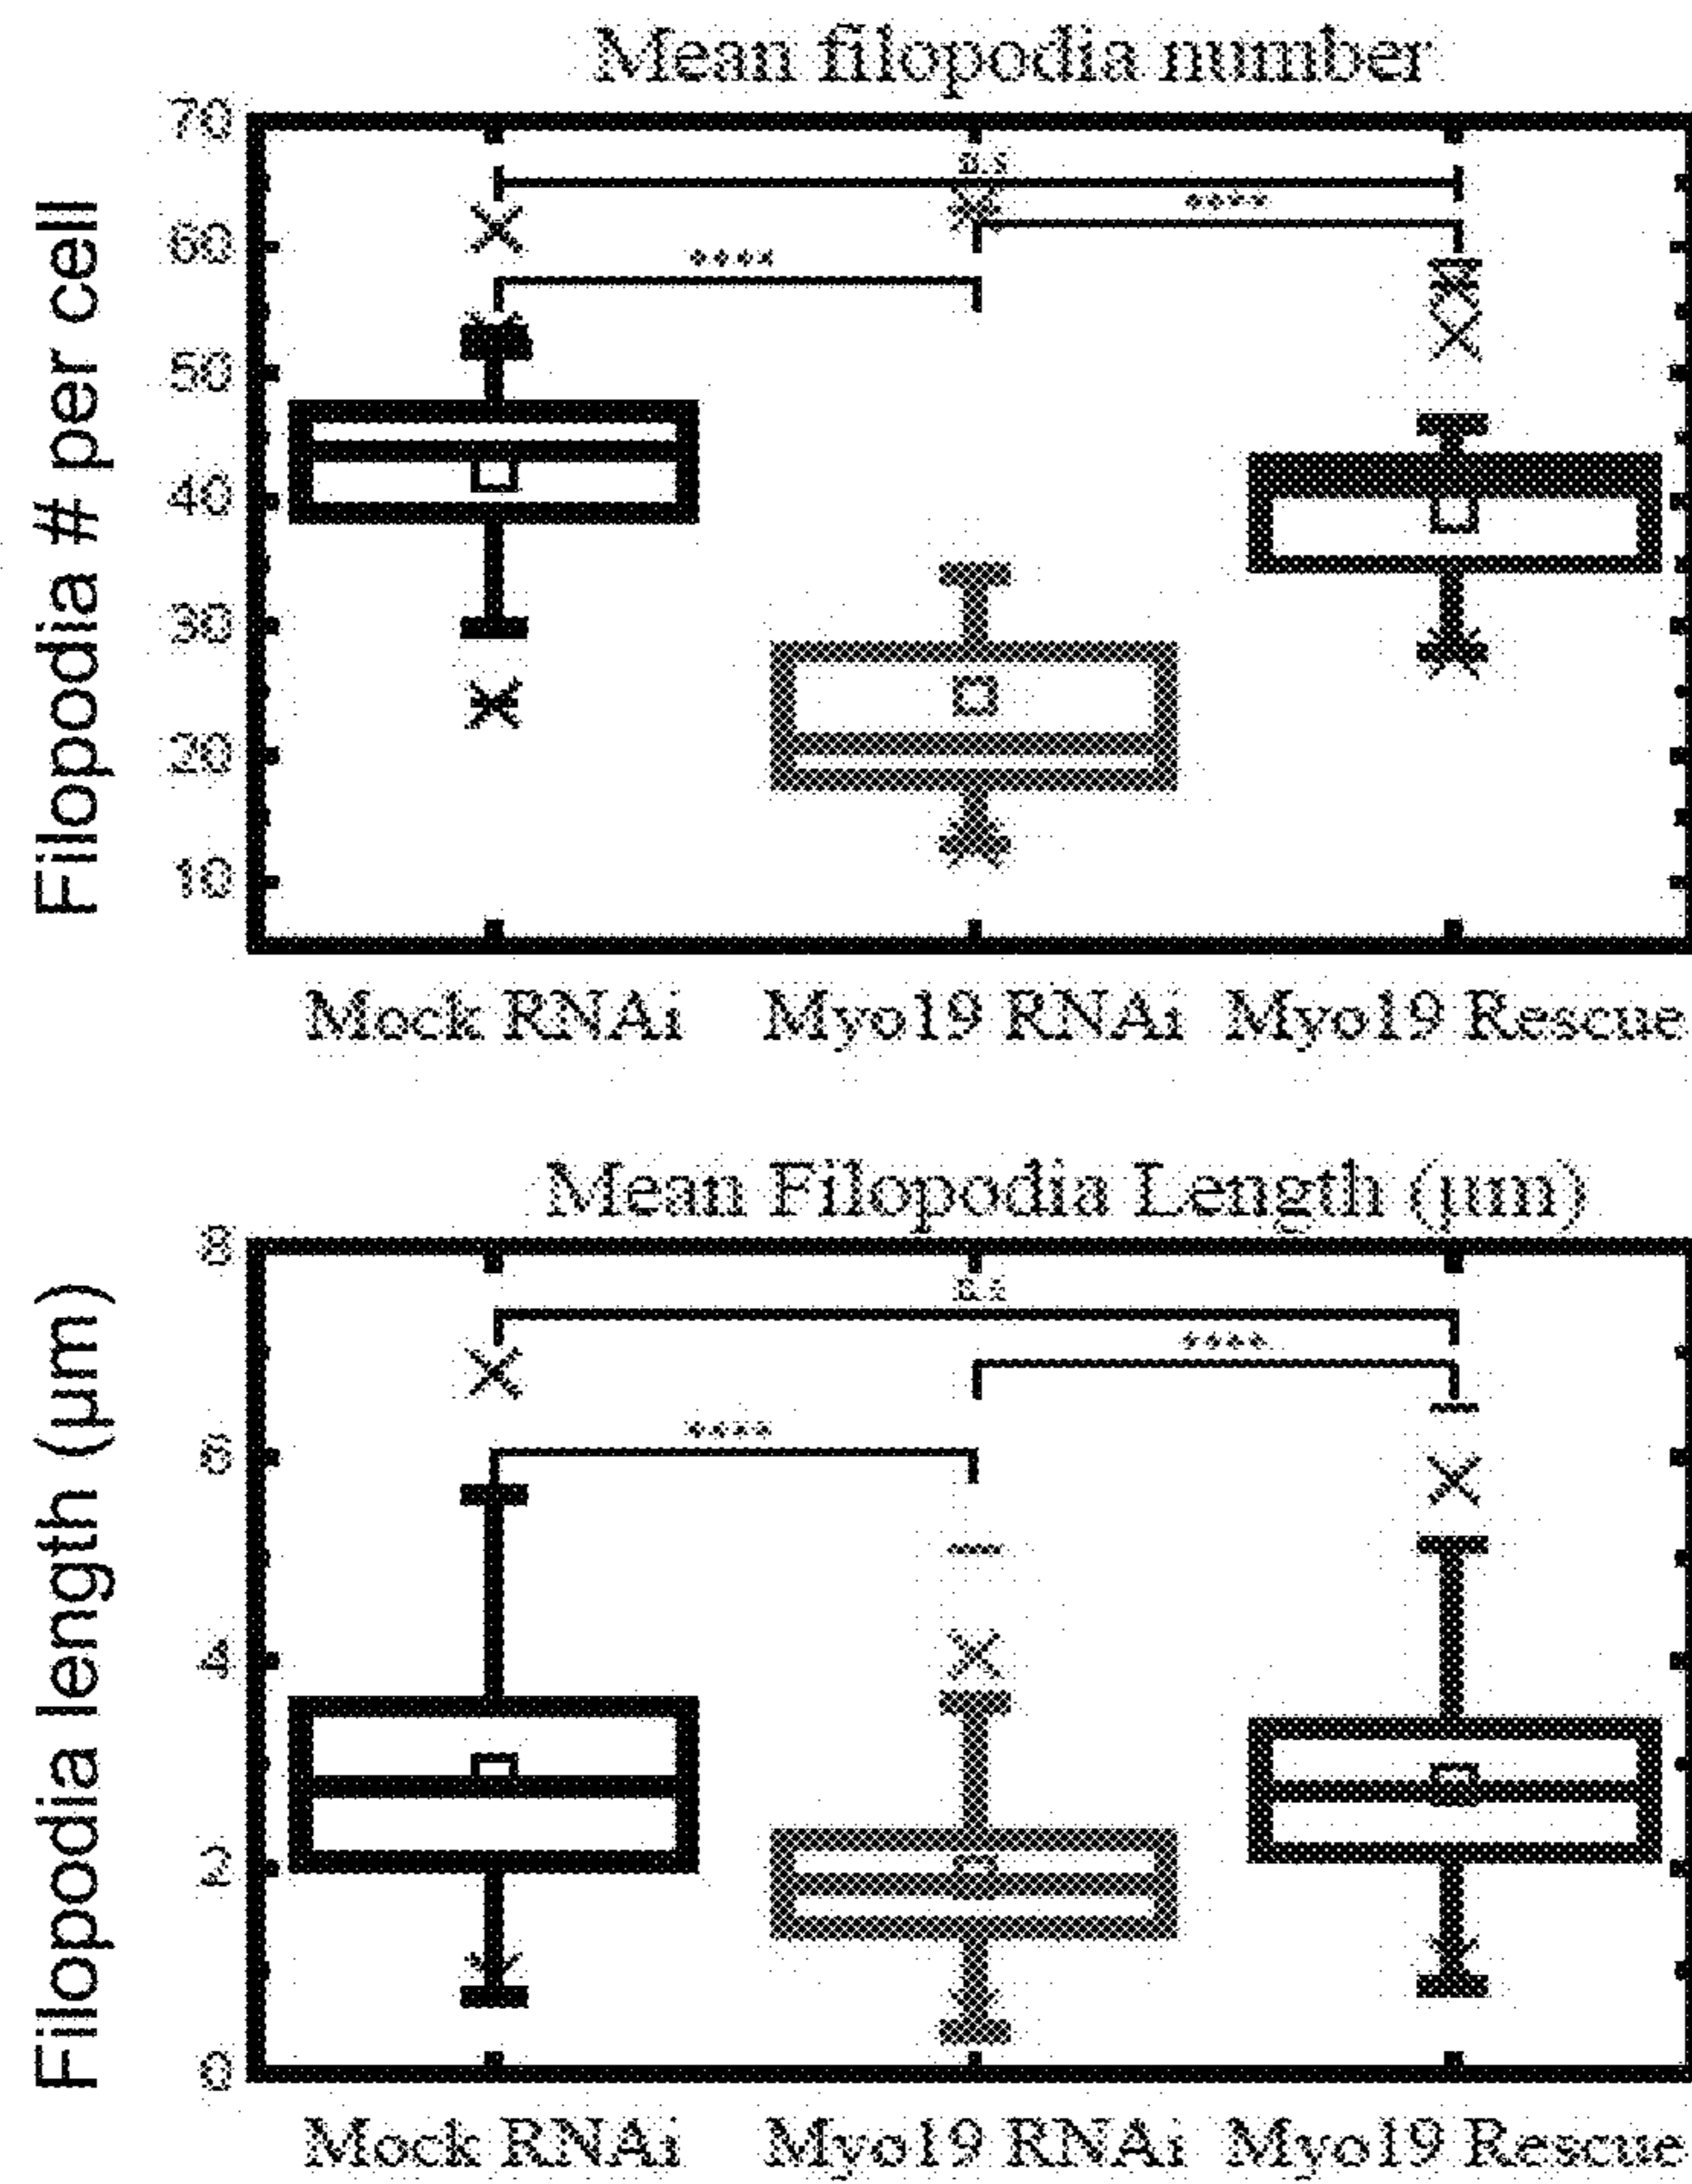 Mean filopodia number
Filopodia # per cell
70
60
50
40
30
20
10
n.s
****
****
Mock RNAi Myo19 RNAi Myo19 Rescue
Mean Filopodia Length (μm)
Filopodia length (μm)
8
6
4
2
0
n.s
****
****
Mock RNAi Myo19 RNAi Myo19 Rescue